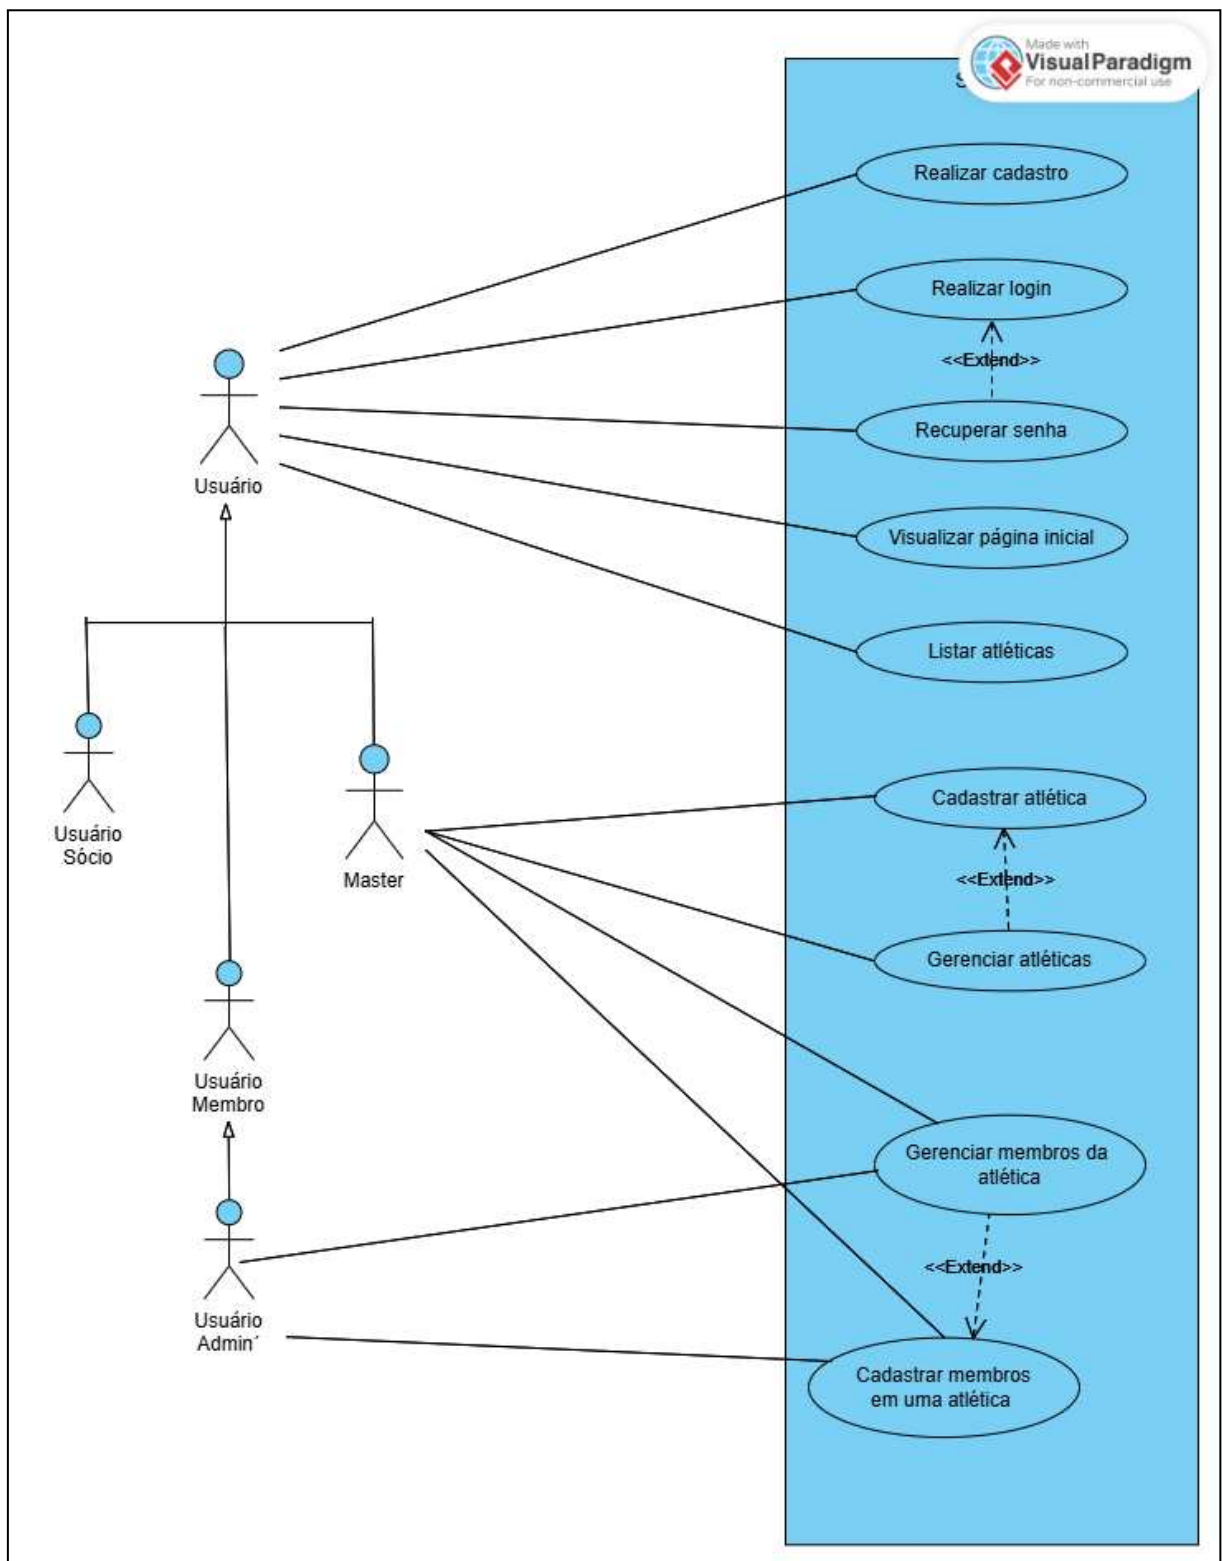 Made with
VisualParadigm
For non-commercial use
Realizar cadastro
Realizar login
<<Extend>>
Recuperar senha
Usuário
Visualizar página inicial
Listar atléticas
Cadastrar atlética
Usuário
Sócio
Master
<<Extend>>
Gerenciar atléticas
Usuário
Membro
Gerenciar membros da
atlética
<<Extend>>
Usuário
Admin´
Cadastrar membros
em uma atlética